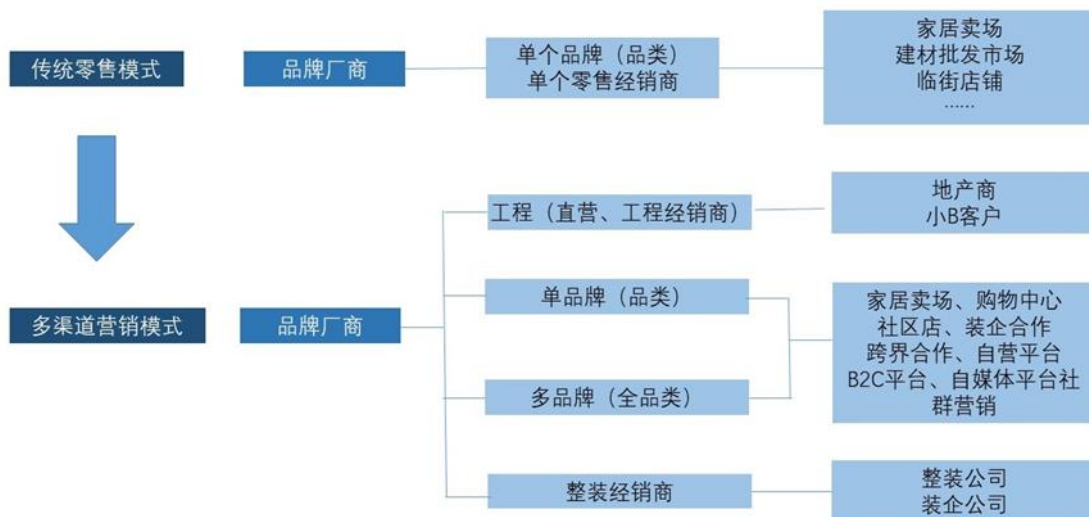 传统零售模式
品牌厂商
单个品牌（品类）
单个零售经销商
家居卖场
建材批发市场
临街店铺
……
多渠道营销模式
品牌厂商
工程（直营、工程经销商）
地产商
小B客户
单品牌（品类）
多品牌（全品类）
家居卖场、购物中心
社区店、装企合作
跨界合作、自营平台
B2C平台、自媒体平台社
群营销
整装经销商
整装公司
装企公司